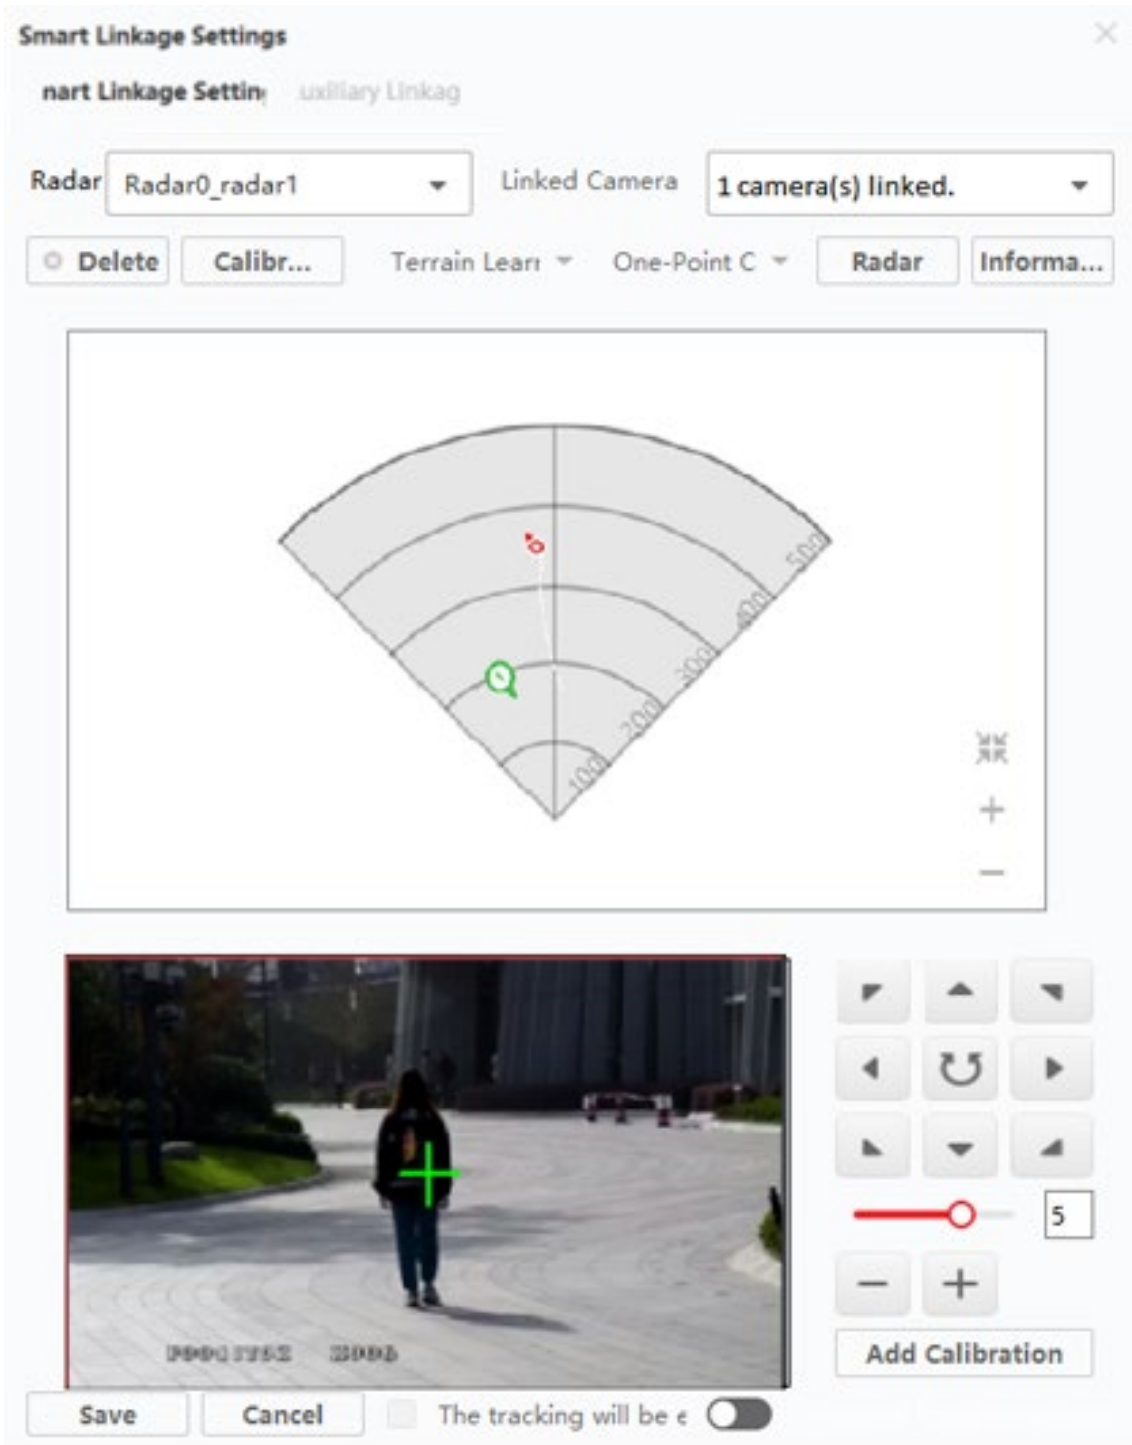 Smart Linkage Settings
nart Linkage Settin uxiliary Linkag
Radar Radar0_radar1 Linked Camera 1 camera(s) linked.
Delete Calibr... Terrain Lear One-Point C Radar Informa...
500
400
300
200
100
5
Add Calibration
Save Cancel The tracking will be e